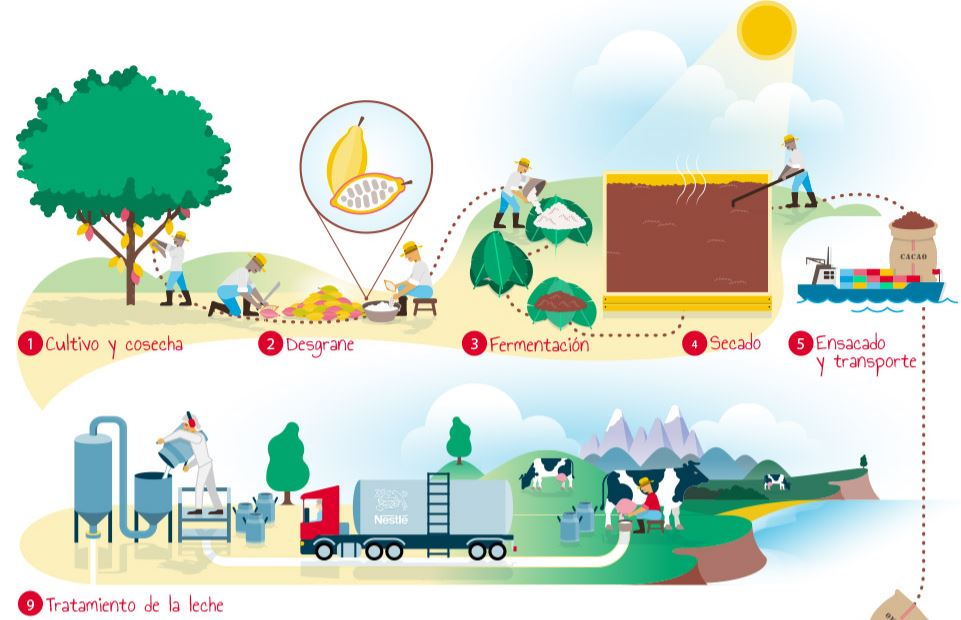 CACAO
1 Cultivo y cosecha
2 Desgrane
3 Fermentación
4 Secado
5 Ensacado
y transporte
Nestlé
9 Tratamiento de la leche